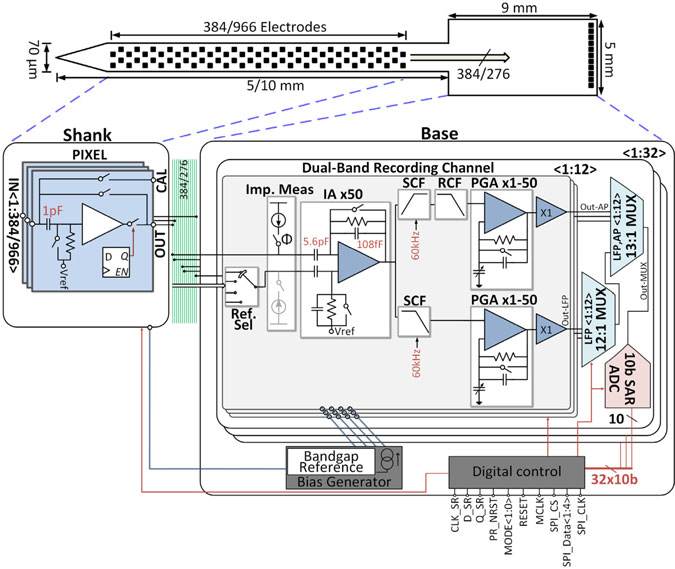 9 mm
384/966 Electrodes
70 µm
384/276
5 mm
5/10 mm
Shank
Base
PIXEL
<1:32>
Dual-Band Recording Channel
<1:12>
IN<1:384/966>
CAL
OUT
384/276
1pF
Vref
D Q
EN
Imp. Meas
IA x50
5.6pF
108fF
Vref
Ref.
Sel
SCF
RCF
PGA x1-50
60kHz
X1
Out-AP
LFP,AP <1:12>
13:1 MUX
Out-MUX
SCF
PGA x1-50
60kHz
X1
Out-LFP
LFP <1:12>
12:1 MUX
10b SAR
ADC
10
Bandgap
Reference
Bias Generator
Digital control
32x10b
CLK_SR
D_SR
Q_SR
PR_NRST
MODE<1:0>
RESET
MCLK
SPI_CS
SPI_Data<1:4>
SPI_CLK